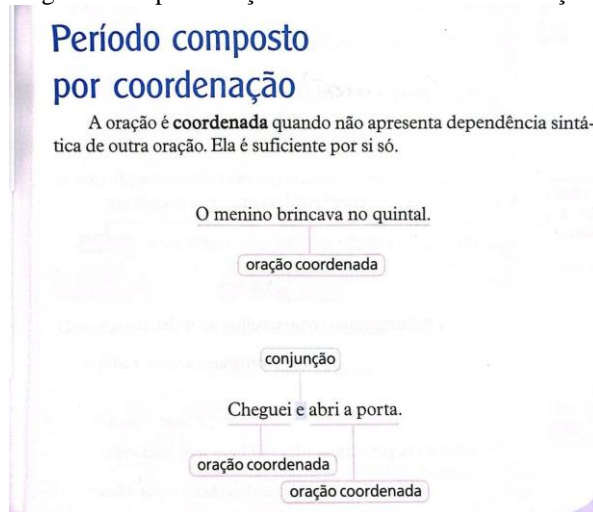 Período composto
por coordenação
A oração é coordenada quando não apresenta dependência sintá-
tica de outra oração. Ela é suficiente por si só.
O menino brincava no quintal.
oração coordenada
conjunção
Cheguei e abri a porta.
oração coordenada
oração coordenada